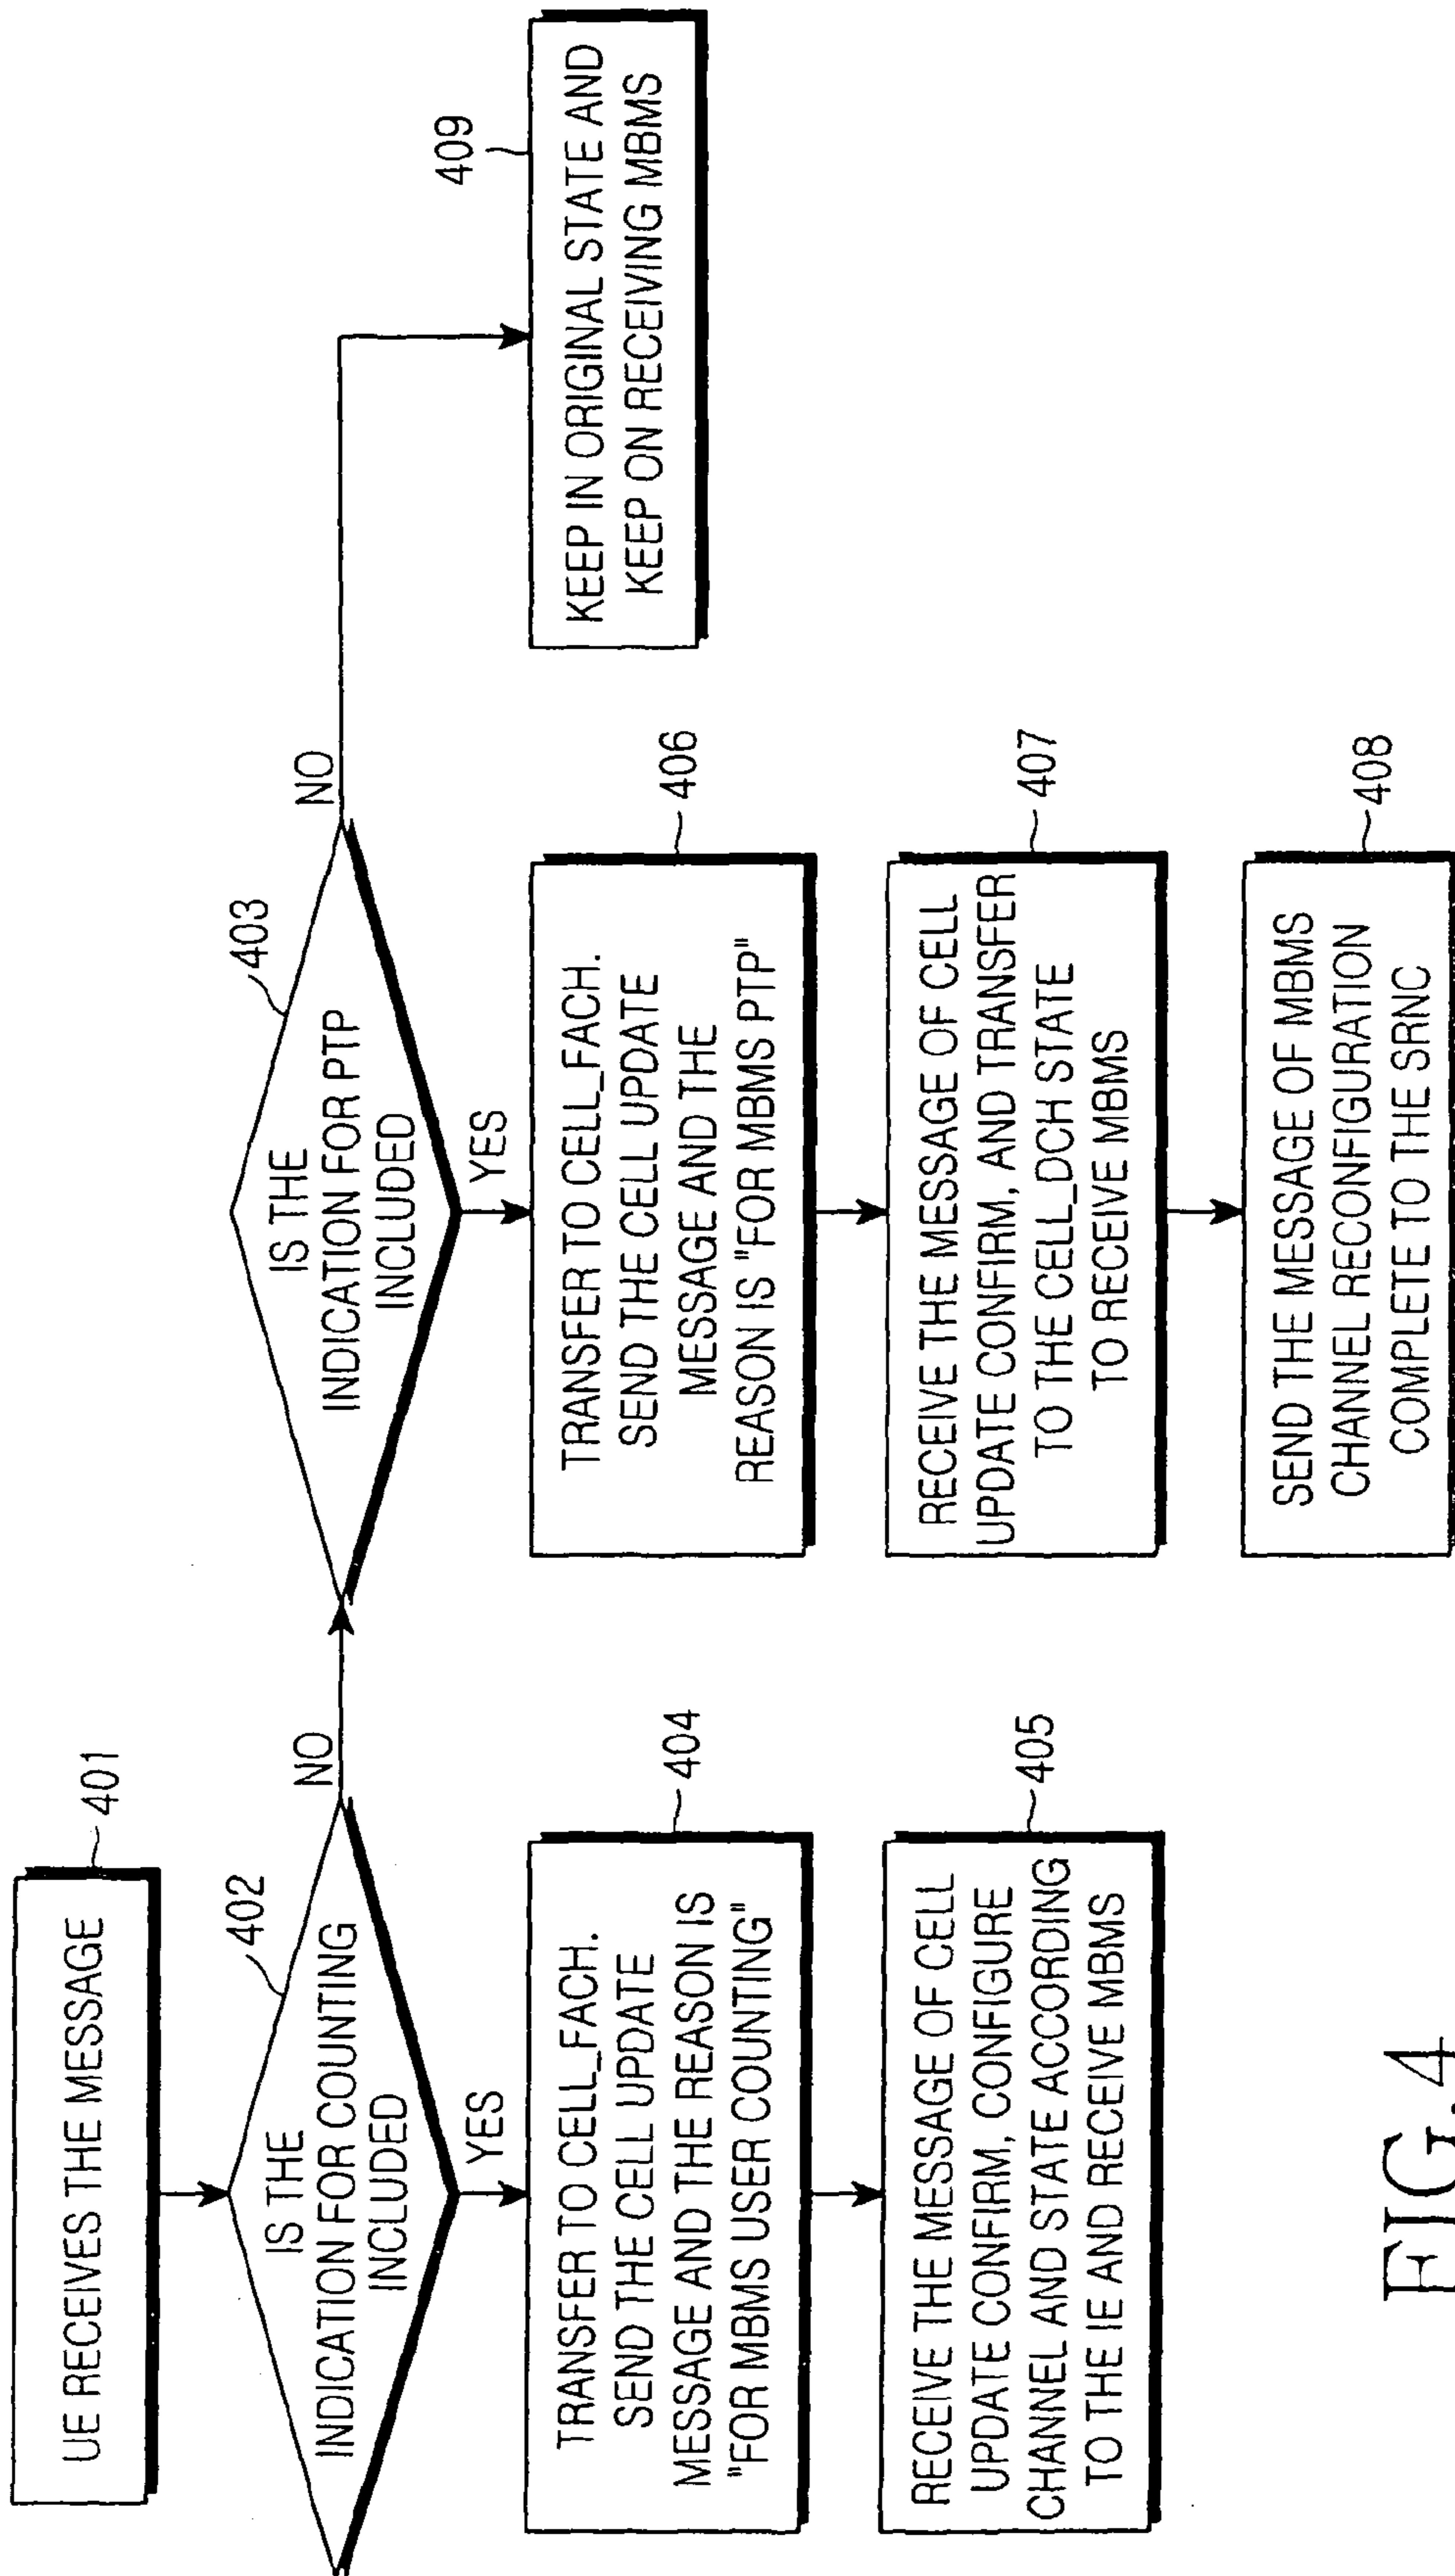 UE RECEIVES THE MESSAGE
401
IS THE
INDICATION FOR COUNTING
INCLUDED
402
NO
YES
IS THE
INDICATION FOR PTP
INCLUDED
403
NO
YES
TRANSFER TO CELL_FACH.
SEND THE CELL UPDATE
MESSAGE AND THE REASON IS
"FOR MBMS USER COUNTING"
404
RECEIVE THE MESSAGE OF CELL
UPDATE CONFIRM, CONFIGURE
CHANNEL AND STATE ACCORDING
TO THE IE AND RECEIVE MBMS
405
TRANSFER TO CELL_FACH.
SEND THE CELL UPDATE
MESSAGE AND THE
REASON IS "FOR MBMS PTP"
406
RECEIVE THE MESSAGE OF CELL
UPDATE CONFIRM, AND TRANSFER
TO THE CELL_DCH STATE
TO RECEIVE MBMS
407
SEND THE MESSAGE OF MBMS
CHANNEL RECONFIGURATION
COMPLETE TO THE SRNC
408
KEEP IN ORIGINAL STATE AND
KEEP ON RECEIVING MBMS
409
FIG.4